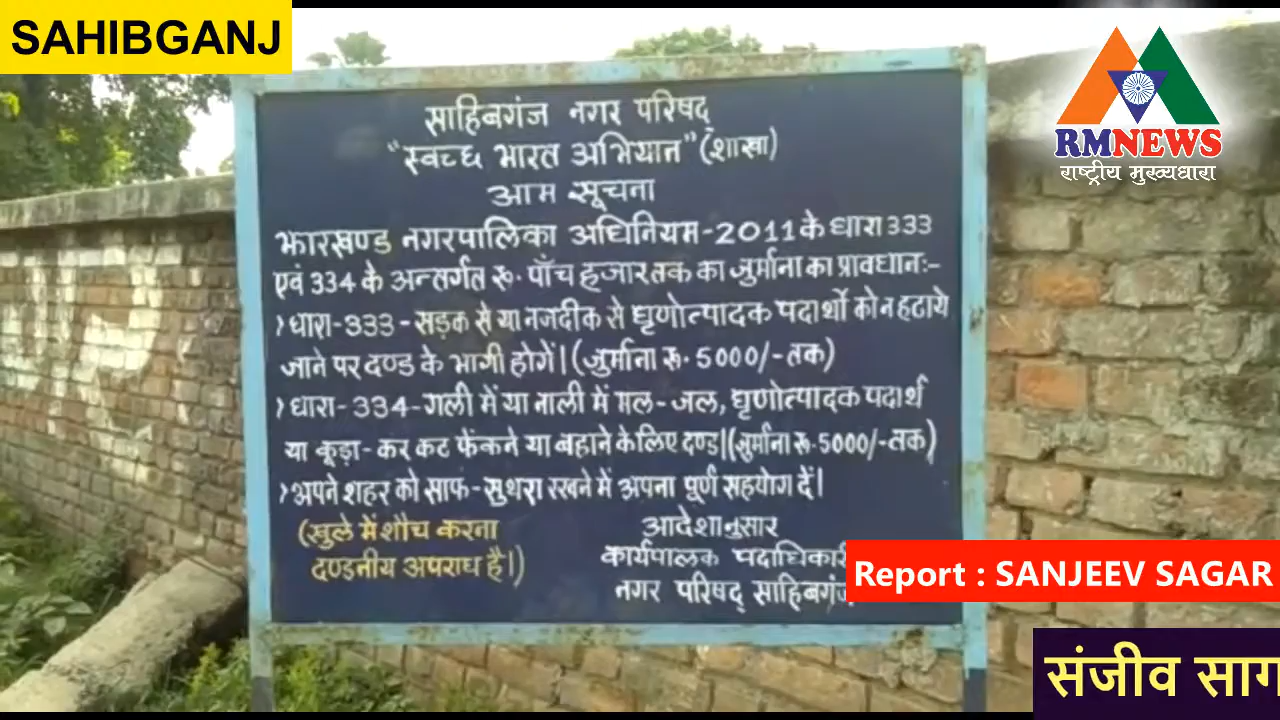 SAHIBGANJ
RMNEWS
राष्ट्रीय मुख्यधारा
साहिबगंज नगर परिषद्
"स्वच्छ भारत अभियान" (शाखा)
आम सूचना
झारखण्ड नगरपालिका अधिनियम-2011 के धारा 333
एवं 334 के अन्तर्गत रू. पाँच हजार तक का जुर्माना का प्रावधानः-
> धारा-333 - सड़क से या नजदीक से घृणोत्पादक पदार्थो को न हटाये
जाने पर दण्ड के भागी होगें। (जुर्माना रू. 5000/-तक)
> धारा-334-गली में या नाली में मल-जल, घृणोत्पादक पदार्थ
या कूड़ा-कर कट फेंकने या बहाने के लिए दण्ड। (जुर्माना रू.5000/-तक)
> अपने शहर को साफ-सुथरा रखने में अपना पूर्ण सहयोग दें।
(खुले में शौच करना
दण्डनीय अपराध है।)
आदेशानुसार
कार्यपालक पदाधिकारी
नगर परिषद् साहिबगंज
Report : SANJEEV SAGAR
संजीव साग